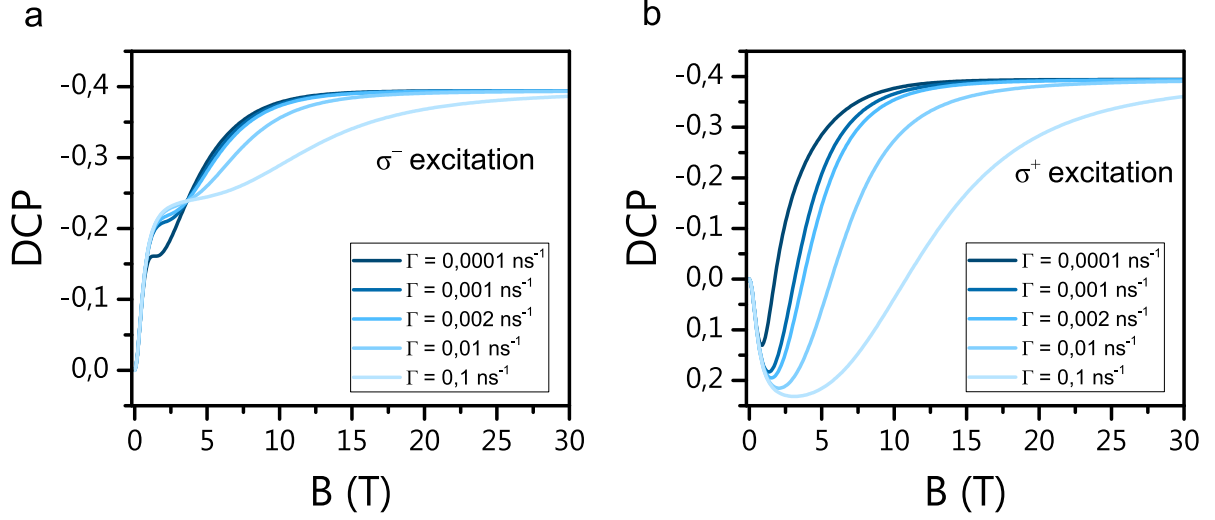 a
DCP
-0,4
-0,3
-0,2
-0,1
0,0
0 5 10 15 20 25 30
B (T)
σ⁻ excitation
Γ = 0,0001 ns⁻¹
Γ = 0,001 ns⁻¹
Γ = 0,002 ns⁻¹
Γ = 0,01 ns⁻¹
Γ = 0,1 ns⁻¹
b
DCP
-0,4
-0,3
-0,2
-0,1
0,0
0,1
0,2
0 5 10 15 20 25 30
B (T)
σ⁺ excitation
Γ = 0,0001 ns⁻¹
Γ = 0,001 ns⁻¹
Γ = 0,002 ns⁻¹
Γ = 0,01 ns⁻¹
Γ = 0,1 ns⁻¹